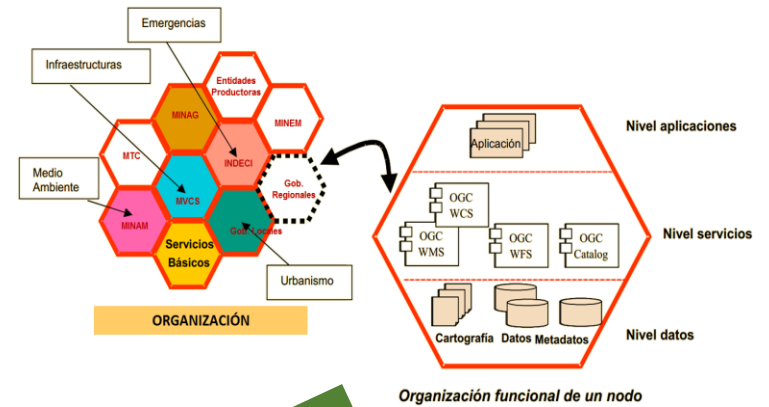 Emergencias
Infraestructuras
Medio
Ambiente
Entidades
Productoras
MINAG
MINEM
MTC
INDECI
Gob.
Regionales
MVCS
MINAM
Gob. Locales
Servicios
Básicos
Urbanismo
ORGANIZACIÓN
Aplicación
Nivel aplicaciones
OGC
WCS
OGC
WMS
OGC
WFS
OGC
Catalog
Nivel servicios
Cartografía Datos Metadatos
Nivel datos
Organización funcional de un nodo